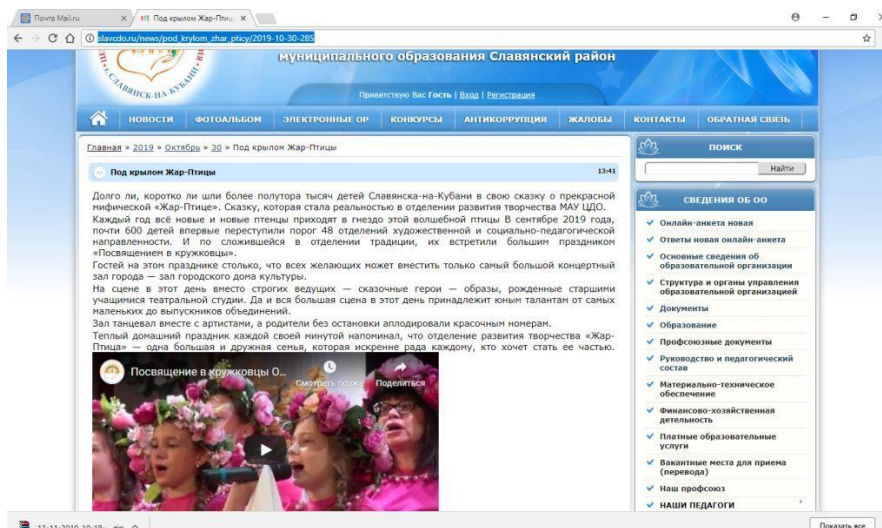 Почта Mail.ru
Под крылом Жар-Птиц
slavcdo.ru/news/pod_krylom_zhar_pticy/2019-10-30-285
СЛАВЯНСК-НА-КУБАНИ
муниципального образования Славянский район
Приветствую Вас Гость | Вход | Регистрация
НОВОСТИ ФОТОАЛЬБОМ ЭЛЕКТРОННЫЕ ОР КОНКУРСЫ АНТИКОРРУПЦИЯ ЖАЛОБЫ КОНТАКТЫ ОБРАТНАЯ СВЯЗЬ
Главная » 2019 » Октябрь » 30 » Под крылом Жар-Птицы
Под крылом Жар-Птицы 13:41
Долго ли, коротко ли шли более полутора тысяч детей Славянска-на-Кубани в свою сказку о прекрасной
мифической «Жар-Птице». Сказку, которая стала реальностью в отделении развития творчества МАУ ЦДО.
Каждый год всё новые и новые птенцы приходят в гнездо этой волшебной птицы В сентябре 2019 года,
почти 600 детей впервые переступили порог 48 отделений художественной и социально-педагогической
направленности. И по сложившейся в отделении традиции, их встретили большим праздником
«Посвящением в кружковцы».
Гостей на этом празднике столько, что всех желающих может вместить только самый большой концертный
зал города — зал городского дома культуры.
На сцене в этот день вместо строгих ведущих — сказочные герои — образы, рожденные старшими
учащимися театральной студии. Да и вся большая сцена в этот день принадлежит юным талантам от самых
маленьких до выпускников объединений.
Зал танцевал вместе с артистами, а родители без остановки аплодировали красочным номерам.
Теплый домашний праздник каждой своей минутой напоминал, что отделение развития творчества «Жар-
Птица» — одна большая и дружная семья, которая искренне рада каждому, кто хочет стать ее частью.
Посвящение в кружковцы О...
Смотреть позже Поделиться
ПОИСК
Найти
СВЕДЕНИЯ ОБ ОО
Онлайн-анкета новая
Ответы новая онлайн-анкета
Основные сведения об
образовательной организации
Структура и органы управления
образовательной организацией
Документы
Образование
Профсоюзные документы
Руководство и педагогический
состав
Материально-техническое
обеспечение
Финансово-хозяйственная
детельность
Платные образовательные
услуги
Вакантные места для приема
(перевода)
Наш профсоюз
НАШИ ПЕДАГОГИ
Показать все